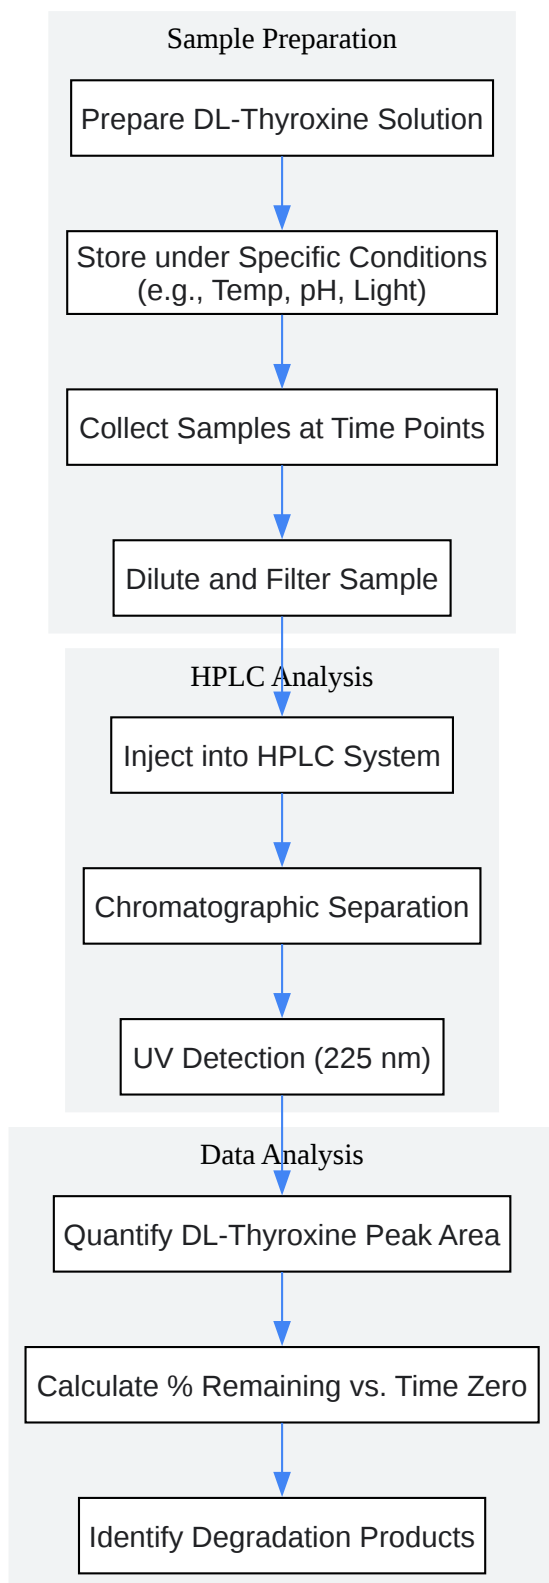 Sample Preparation
Prepare DL-Thyroxine Solution
Store under Specific Conditions
(e.g., Temp, pH, Light)
Collect Samples at Time Points
Dilute and Filter Sample
HPLC Analysis
Inject into HPLC System
Chromatographic Separation
UV Detection (225 nm)
Data Analysis
Quantify DL-Thyroxine Peak Area
Calculate % Remaining vs. Time Zero
Identify Degradation Products